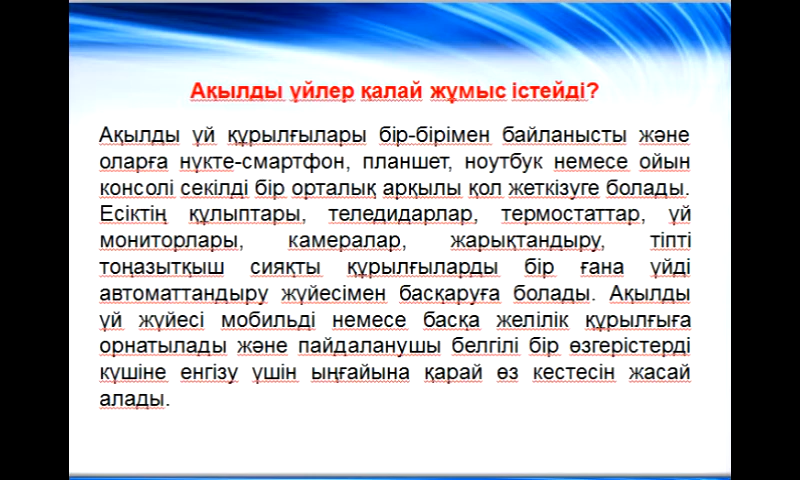 Ақылды үйлер қалай жұмыс істейді?
Ақылды үй құрылғылары бір-бірімен байланысты және
оларға нүкте-смартфон, планшет, ноутбук немесе ойын
консолі секілді бір орталық арқылы қол жеткізуге болады.
Есіктің құлыптары, теледидарлар, термостаттар, үй
мониторлары, камералар, жарықтандыру, тіпті
тоңазытқыш сияқты құрылғыларды бір ғана үйді
автоматтандыру жүйесімен басқаруға болады. Ақылды
үй жүйесі мобильді немесе басқа желілік құрылғыға
орнатылады және пайдаланушы белгілі бір өзгерістерді
күшіне енгізу үшін ыңғайына қарай өз кестесін жасай
алады.